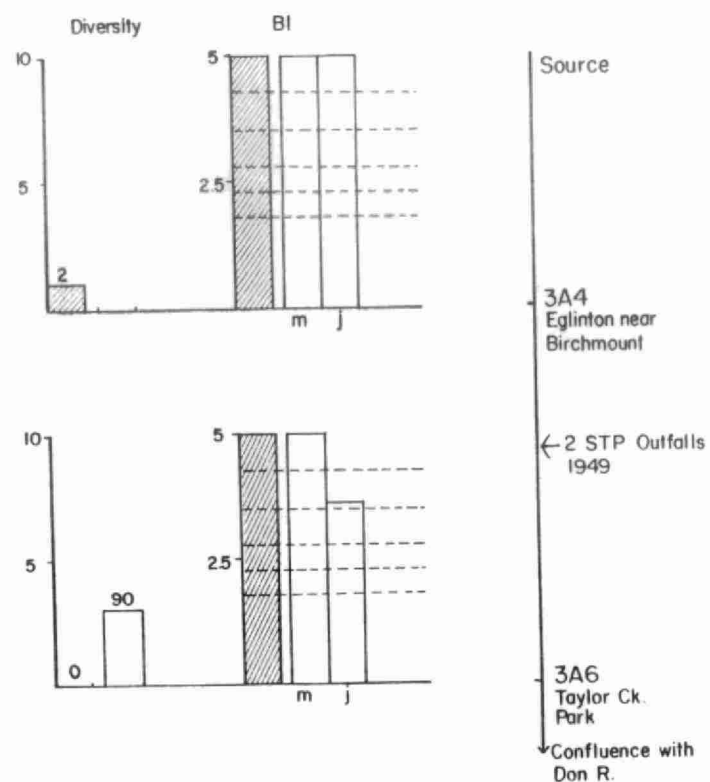 Diversity
BI
10
5
2
5
2.5
m
j
Source
3A4
Eglinton near
Birchmount
←2 STP Outfalls
1949
10
5
0
90
5
2.5
m
j
3A6
Taylor Ck.
Park
Confluence with
Don R.